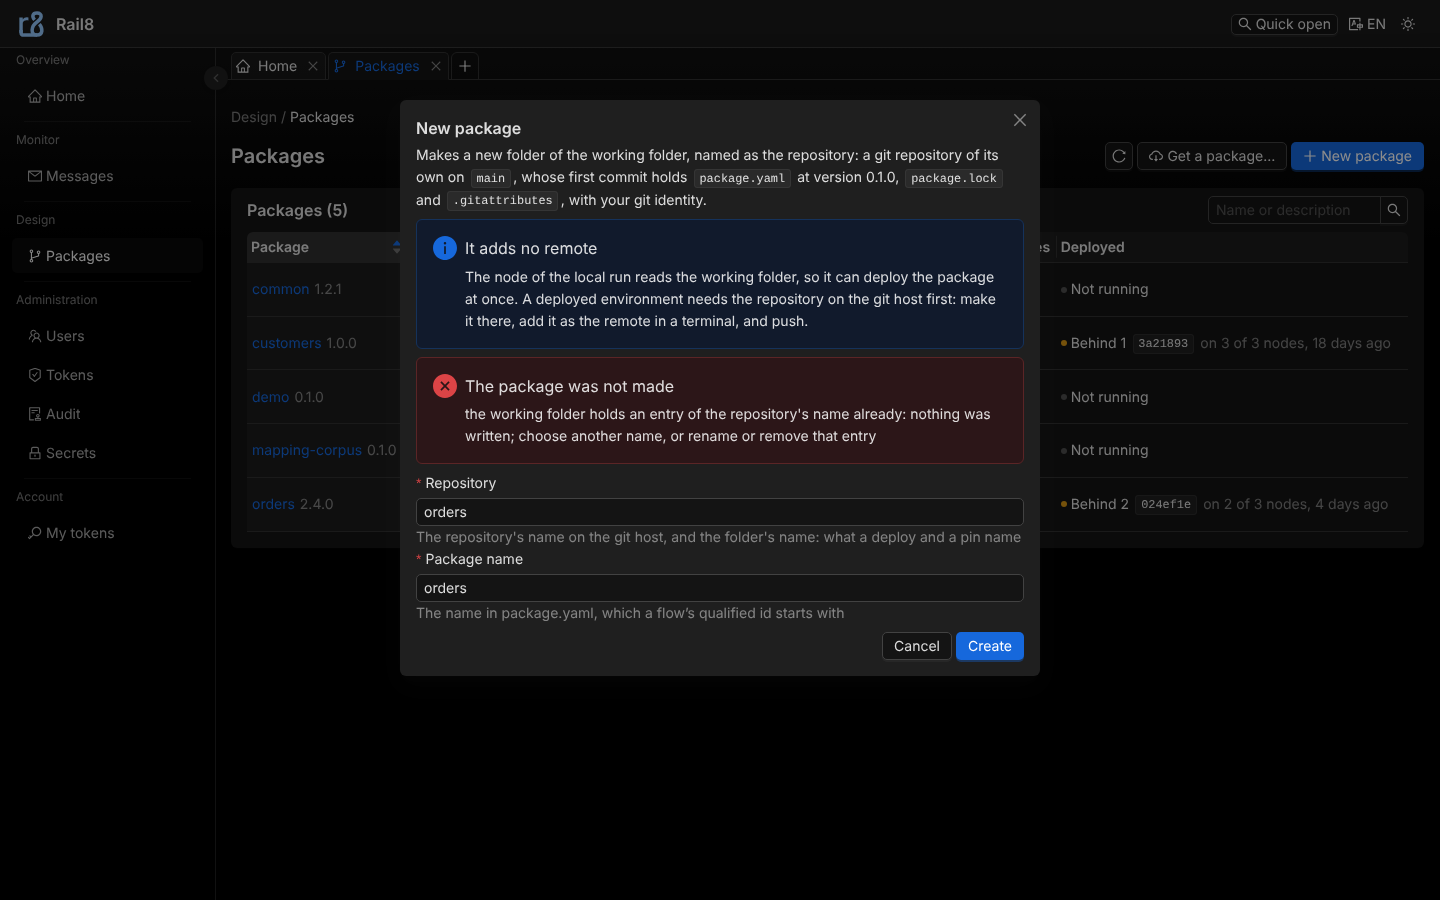 Rail8
Quick open
EN
Overview
Home
Monitor
Messages
Design
Packages
Administration
Users
Tokens
Audit
Secrets
Account
My tokens
Home
Packages
Design / Packages
Packages
Get a package...
New package
Packages (5)
Name or description
Package
es
Deployed
common 1.2.1
Not running
customers 1.0.0
Behind 1 3a21893 on 3 of 3 nodes, 18 days ago
demo 0.1.0
Not running
mapping-corpus 0.1.0
Not running
orders 2.4.0
Behind 2 024ef1e on 2 of 3 nodes, 4 days ago
New package
Makes a new folder of the working folder, named as the repository: a git repository of its
own on main, whose first commit holds package.yaml at version 0.1.0, package.lock
and .gitattributes, with your git identity.
It adds no remote
The node of the local run reads the working folder, so it can deploy the package
at once. A deployed environment needs the repository on the git host first: make
it there, add it as the remote in a terminal, and push.
The package was not made
the working folder holds an entry of the repository's name already: nothing was
written; choose another name, or rename or remove that entry
* Repository
orders
The repository's name on the git host, and the folder's name: what a deploy and a pin name
* Package name
orders
The name in package.yaml, which a flow’s qualified id starts with
Cancel
Create